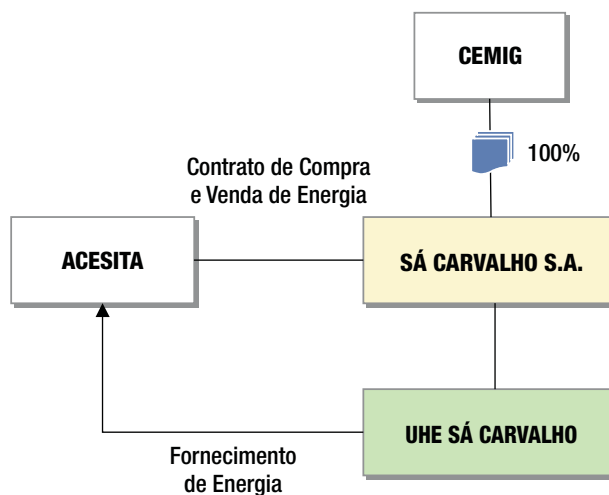 CEMIG
100%
Contrato de Compra
e Venda de Energia
ACESITA
SÁ CARVALHO S.A.
UHE SÁ CARVALHO
Fornecimento
de Energia